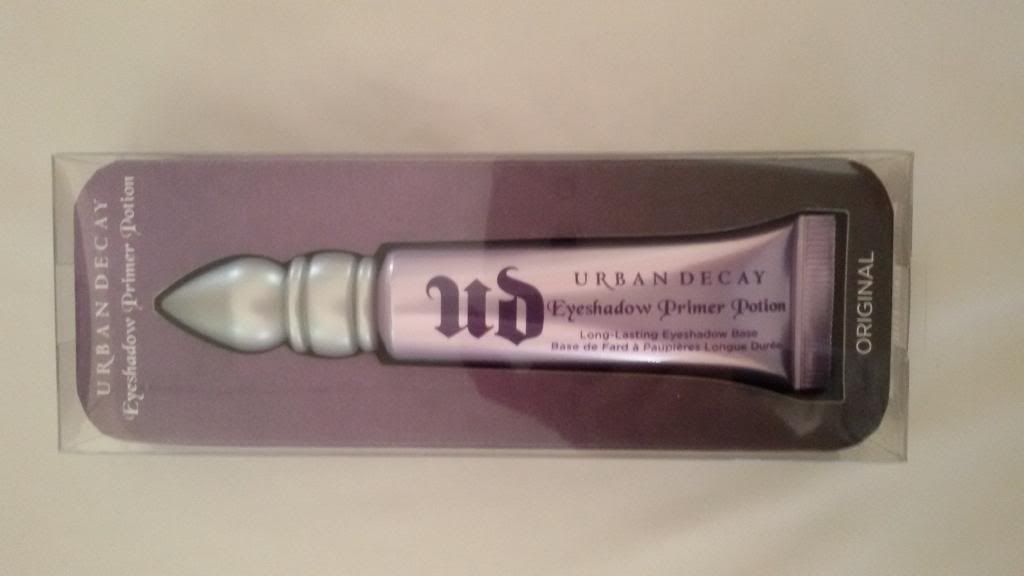 URBAN DECAY
Eyeshadow Primer Potion
UD
URBAN DECAY
Eyeshadow Primer Potion
Long-Lasting Eyeshadow Base
Base de Fard à Paupières Longue Durée
ORIGINAL